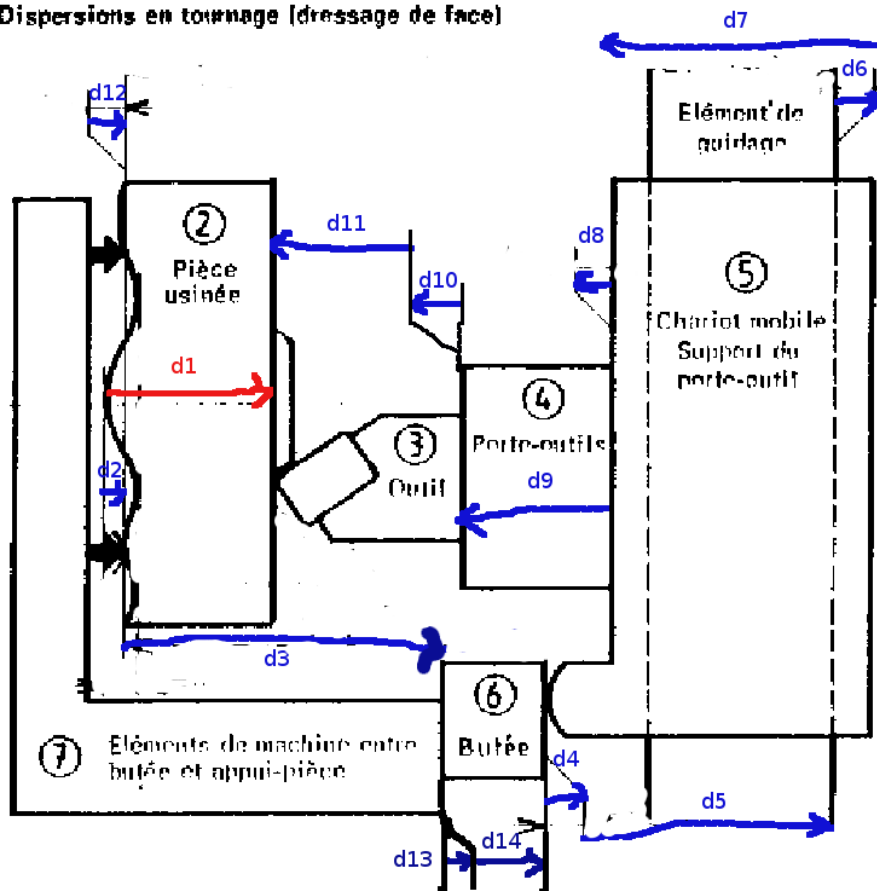 Dispersions en tournage (dressage de face)
d7
d12
d6
Elément de
guidage
②
d11
d8
Pièce
usinée
d10
⑤
Chariot mobile
Support du
porte-outil
d1
④
③
Porte-outils
Outil
d2
d9
d3
⑥
Butée
⑦
Eléments de machine entre
butée et appui-pièce
d4
d5
d13
d14